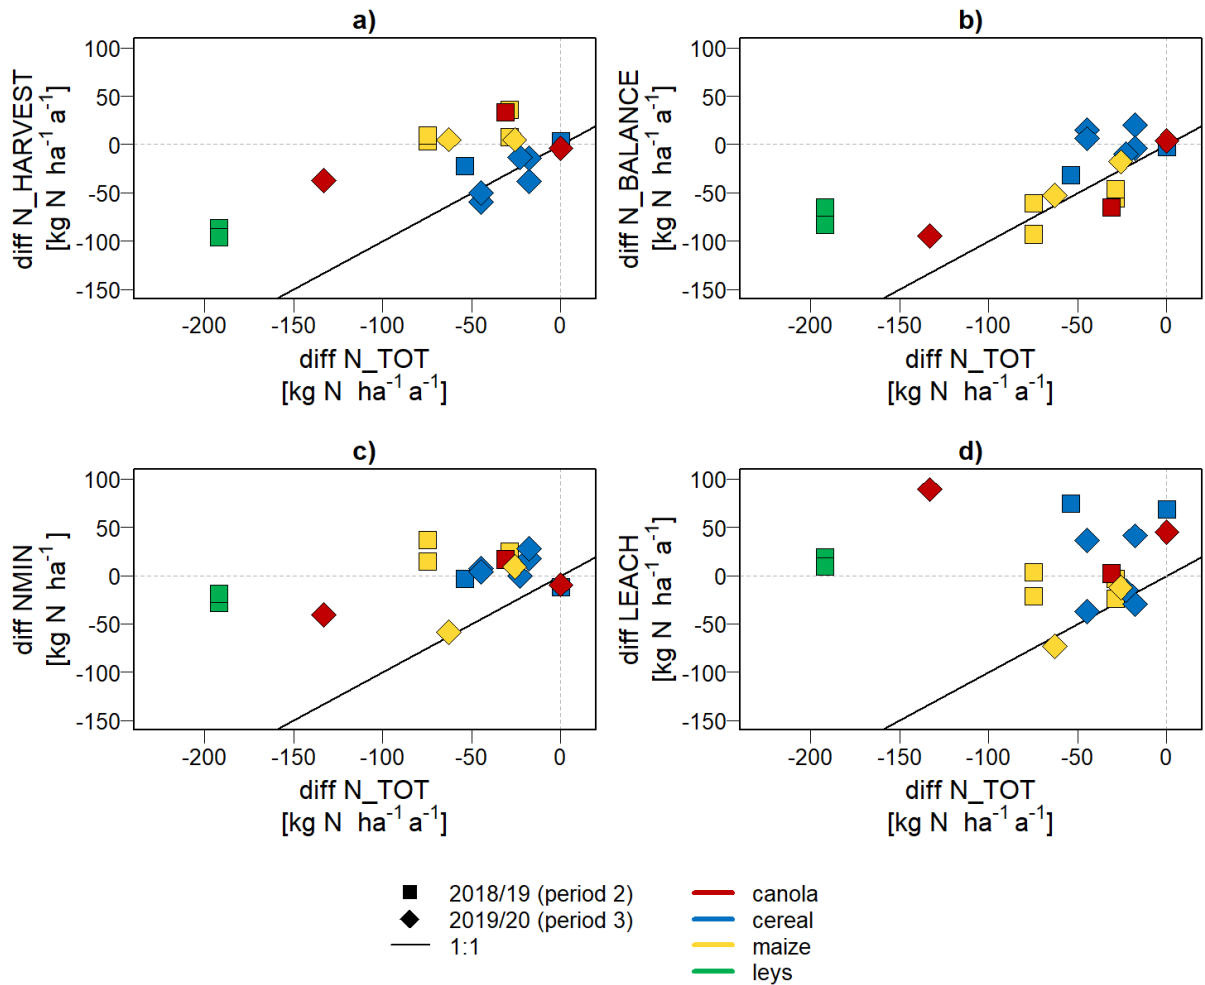 a)
diff N_HARVEST
[kg N ha⁻¹ a⁻¹]
100
50
0
-50
-100
-150
-200 -150 -100 -50 0
diff N_TOT
[kg N ha⁻¹ a⁻¹]
b)
diff N_BALANCE
[kg N ha⁻¹ a⁻¹]
100
50
0
-50
-100
-150
-200 -150 -100 -50 0
diff N_TOT
[kg N ha⁻¹ a⁻¹]
c)
diff NMIN
[kg N ha⁻¹ ]
100
50
0
-50
-100
-150
-200 -150 -100 -50 0
diff N_TOT
[kg N ha⁻¹ a⁻¹]
d)
diff LEACH
[kg N ha⁻¹ a⁻¹]
100
50
0
-50
-100
-150
-200 -150 -100 -50 0
diff N_TOT
[kg N ha⁻¹ a⁻¹]
2018/19 (period 2)
2019/20 (period 3)
1:1
canola
cereal
maize
leys